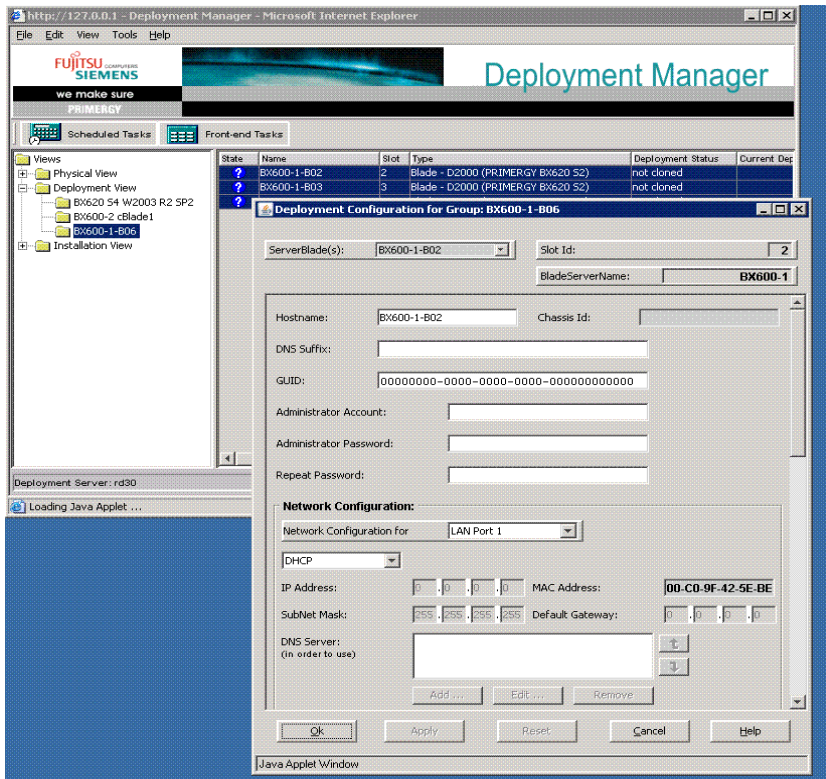 http://127.0.0.1 - Deployment Manager - Microsoft Internet Explorer
File Edit View Tools Help
FUJITSU COMPUTERS
SIEMENS
we make sure
PRIMERGY
Deployment Manager
Scheduled Tasks Front-end Tasks
Views
Physical View
Deployment View
BX620 S4 W2003 R2 SP2
BX600-2 cBlade1
BX600-1-B06
Installation View
State Name Slot Type Deployment Status Current Dep
? BX600-1-B02 2 Blade - D2000 (PRIMERGY BX620 S2) not cloned
? BX600-1-B03 3 Blade - D2000 (PRIMERGY BX620 S2) not cloned
?
Deployment Server: rd30
Loading Java Applet ...
Deployment Configuration for Group: BX600-1-B06
ServerBlade(s): BX600-1-B02 Slot Id: 2
BladeServerName: BX600-1
Hostname: BX600-1-B02 Chassis Id:
DNS Suffix:
GUID: 00000000-0000-0000-0000-000000000000
Administrator Account:
Administrator Password:
Repeat Password:
Network Configuration:
Network Configuration for LAN Port 1
DHCP
IP Address: 0 . 0 . 0 . 0 MAC Address: 00-C0-9F-42-5E-BE
SubNet Mask: 255 . 255 . 255 . 255 Default Gateway: 0 . 0 . 0 . 0
DNS Server:
(in order to use)
Add ... Edit ... Remove
Ok Apply Reset Cancel Help
Java Applet Window